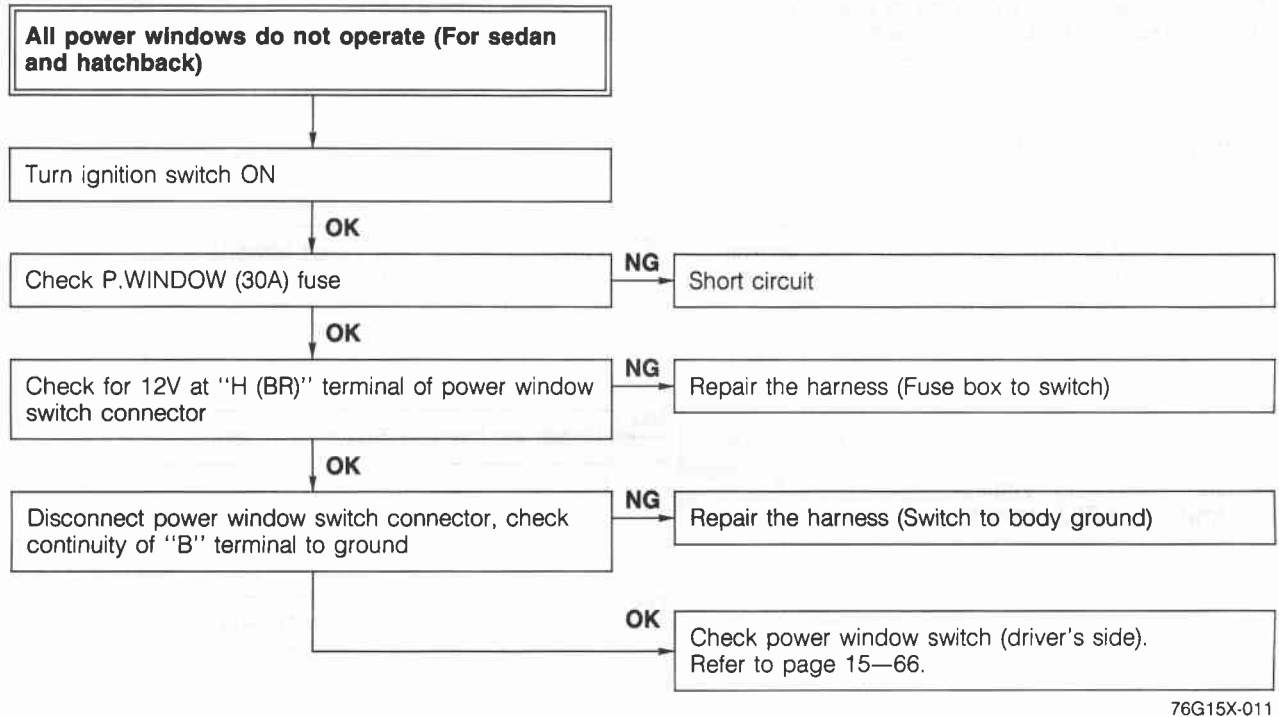 All power windows do not operate (For sedan
and hatchback)
Turn ignition switch ON
OK
Check P.WINDOW (30A) fuse
NG
Short circuit
OK
Check for 12V at "H (BR)" terminal of power window
switch connector
NG
Repair the harness (Fuse box to switch)
OK
Disconnect power window switch connector, check
continuity of "B" terminal to ground
NG
Repair the harness (Switch to body ground)
OK
Check power window switch (driver's side).
Refer to page 15—66.
76G15X-011